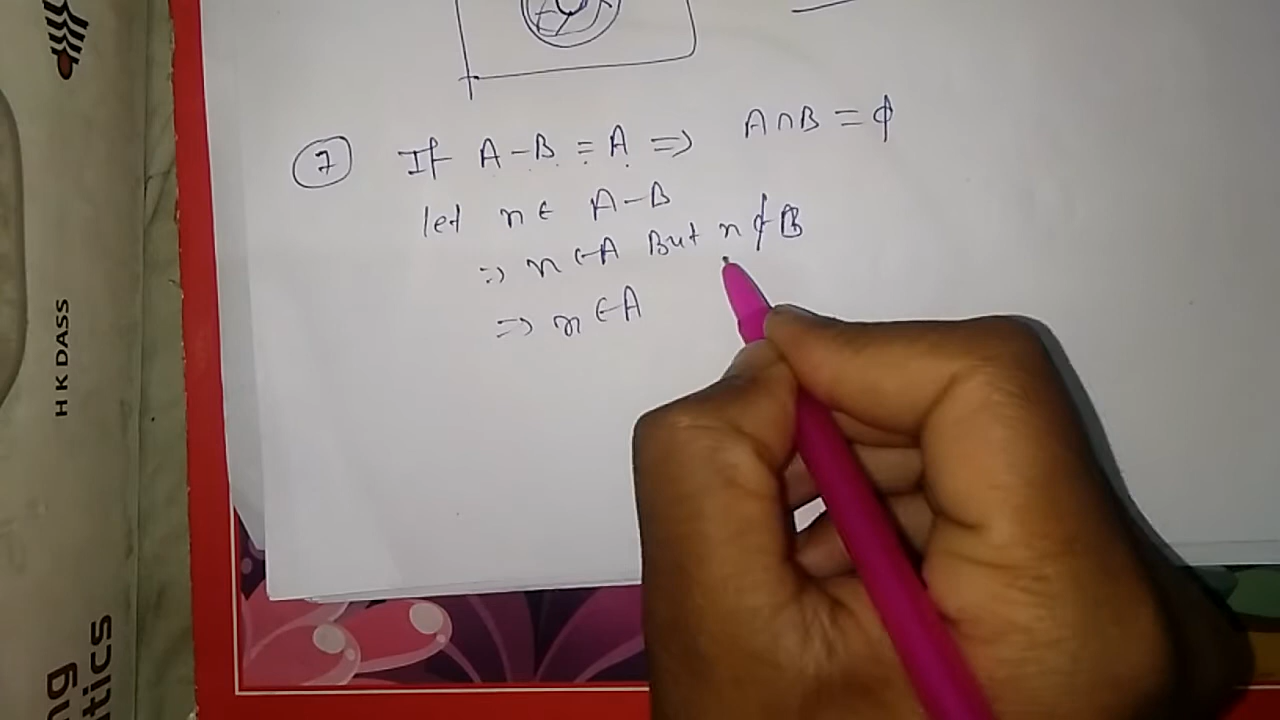 7 If A-B = A => A∩B = ϕ
let n ∈ A-B
=> n ∈ A But n ∉ B
=> n ∈ A
H K DASS